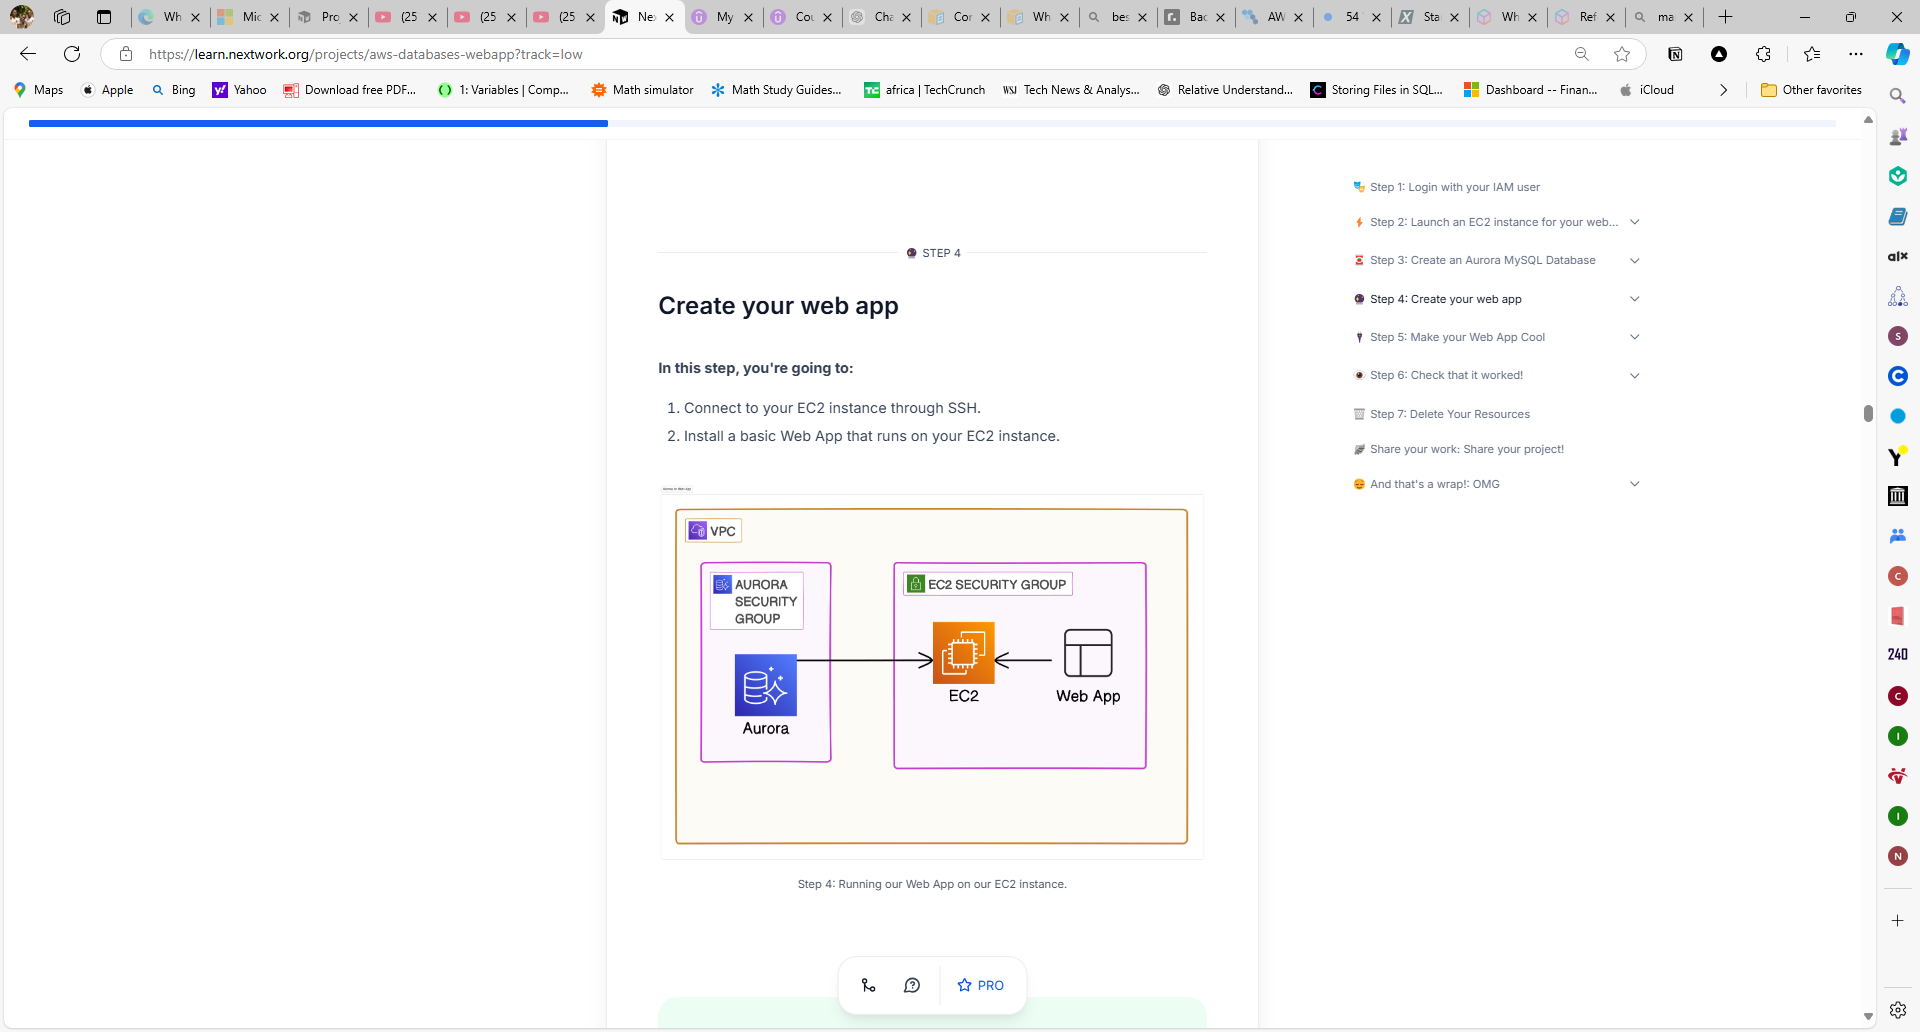 Wh
Mic
Proj
(25
(25
(25
Nex
My
Cou
Cha
Cor
Wh
bes
Bac
AW
54
Sta
Wh
Ref
ma
https://learn.nextwork.org/projects/aws-databases-webapp?track=low
Maps
Apple
Bing
Yahoo
Download free PDF...
1: Variables | Comp...
Math simulator
Math Study Guides...
africa | TechCrunch
Tech News & Analys...
Relative Understand...
Storing Files in SQL...
Dashboard -- Finan...
iCloud
Other favorites
STEP 4
Create your web app
In this step, you're going to:
1. Connect to your EC2 instance through SSH.
2. Install a basic Web App that runs on your EC2 instance.
VPC
AURORA
SECURITY
GROUP
EC2 SECURITY GROUP
Aurora
EC2
Web App
Step 4: Running our Web App on our EC2 instance.
PRO
Step 1: Login with your IAM user
Step 2: Launch an EC2 instance for your web...
Step 3: Create an Aurora MySQL Database
Step 4: Create your web app
Step 5: Make your Web App Cool
Step 6: Check that it worked!
Step 7: Delete Your Resources
Share your work: Share your project!
And that's a wrap!: OMG
alx
S
C
Y
C
240
C
I
I
N